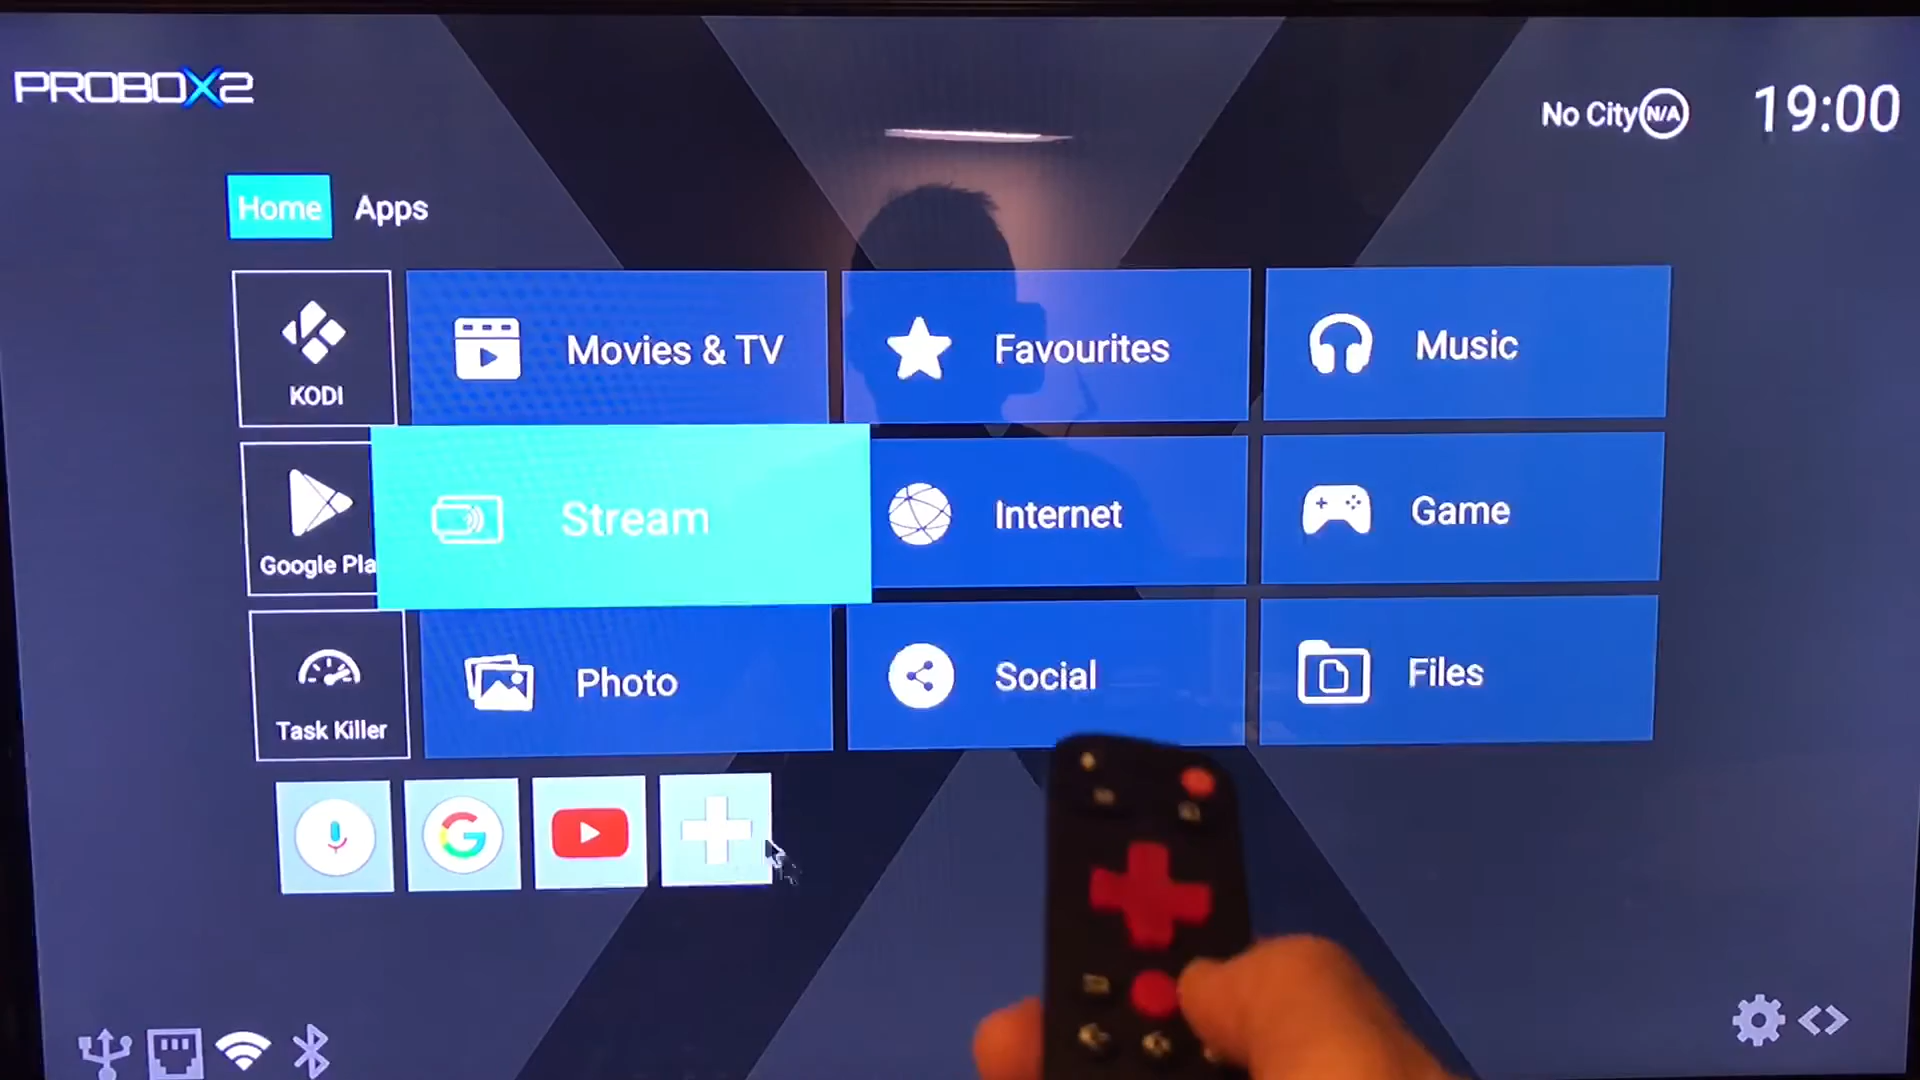 PROBOX2
No City N/A
19:00
Home
Apps
KODI
Movies & TV
Favourites
Music
Google Pla
Stream
Internet
Game
Task Killer
Photo
Social
Files